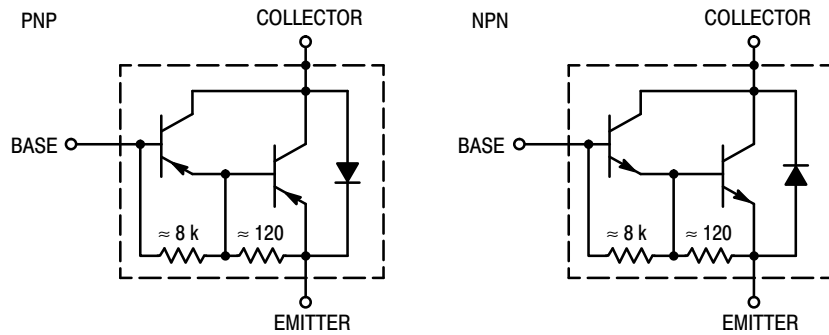 PNP
COLLECTOR
BASE
≈ 8 k
≈ 120
EMITTER
NPN
COLLECTOR
BASE
≈ 8 k
≈ 120
EMITTER